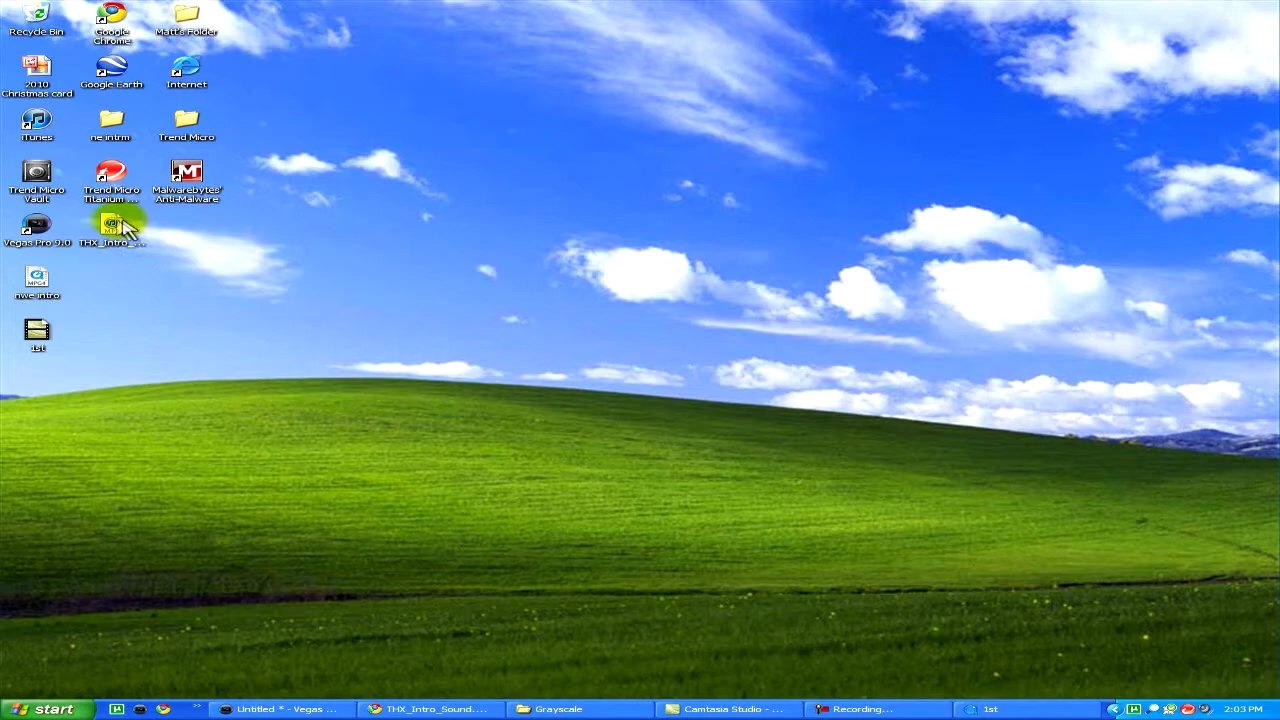 Recycle Bin
Google
Chrome
Matt's Folder
2010
Christmas card
Google Earth
Internet
iTunes
ne intrm
Trend Micro
Trend Micro
Vault
Trend Micro
Titanium ...
Malwarebytes'
Anti-Malware
Vegas Pro 9.0
THX_Intro_...
MPG4
nwe intro
1st
start
Untitled * - Vegas ...
THX_Intro_Sound....
Grayscale
Camtasia Studio - ...
Recording...
1st
2:03 PM